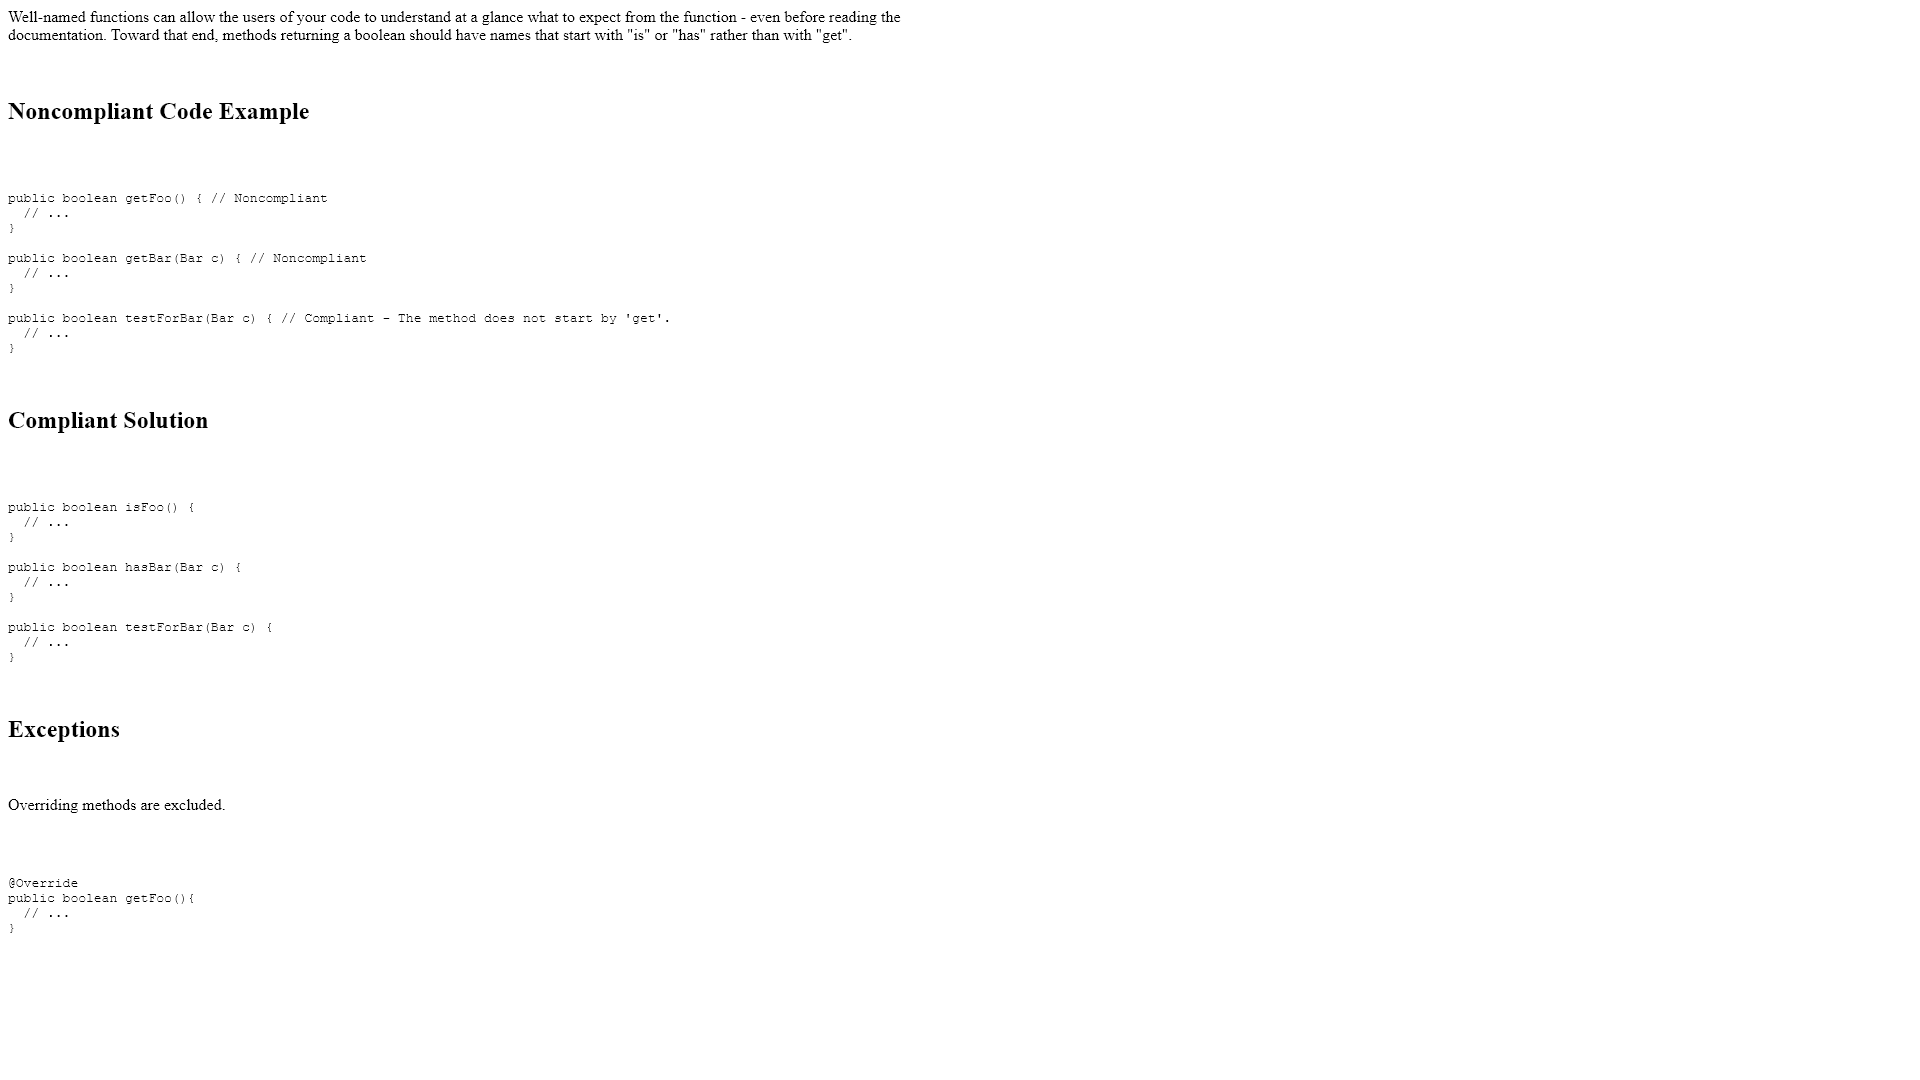 Well-named functions can allow the users of your code to understand at a glance what to expect from the function - even before reading the
documentation. Toward that end, methods returning a boolean should have names that start with "is" or "has" rather than with "get".
Noncompliant Code Example
public boolean getFoo() { // Noncompliant
  // ...
}
public boolean getBar(Bar c) { // Noncompliant
  // ...
}
public boolean testForBar(Bar c) { // Compliant - The method does not start by 'get'.
  // ...
}
Compliant Solution
public boolean isFoo() {
  // ...
}
public boolean hasBar(Bar c) {
  // ...
}
public boolean testForBar(Bar c) {
  // ...
}
Exceptions
Overriding methods are excluded.
@Override
public boolean getFoo(){
  // ...
}